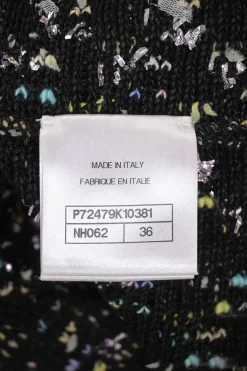 MADE IN ITALY
FABRIQUE EN ITALIE
P72479K10381
NH062 36